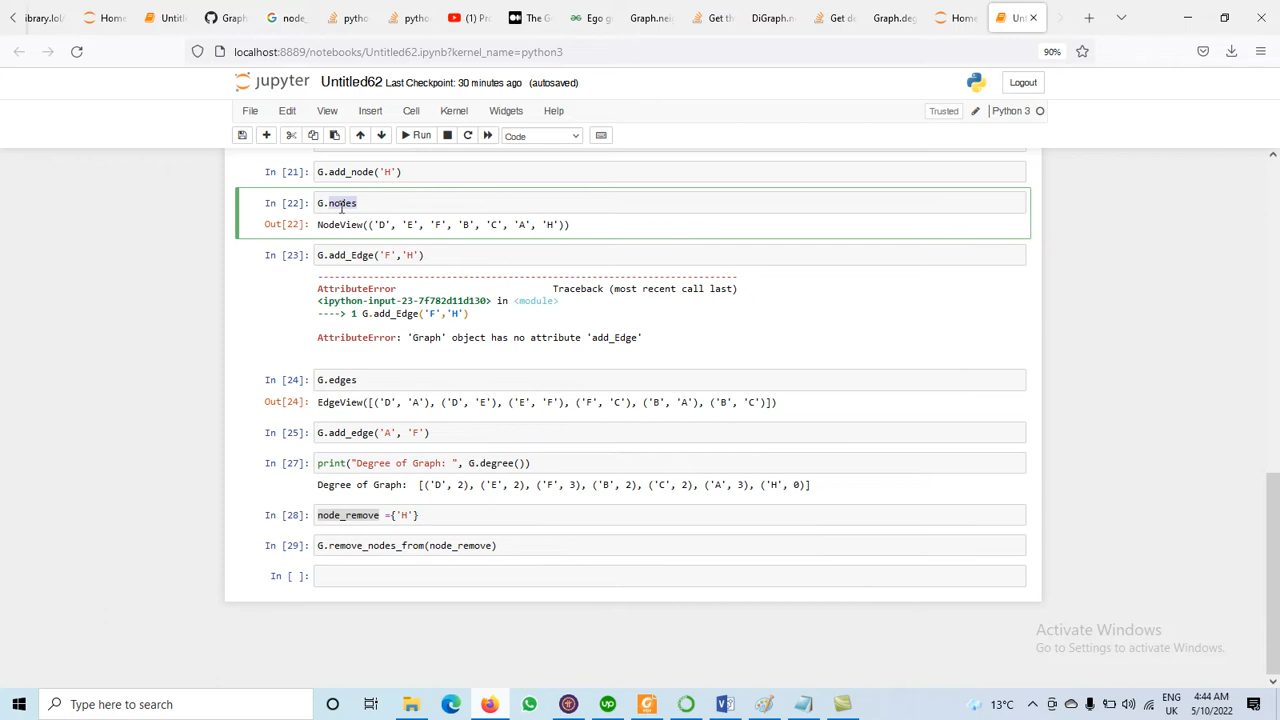 ibrary.lol/
Home
Untit
Grap
node_
pytho
pytho
(1) Pr
The G
Ego g
Graph.nei
Get th
DiGraph.n
Get de
Graph.deg
Home
Unt
localhost:8889/notebooks/Untitled62.ipynb?kernel_name=python3
90%
jupyter Untitled62 Last Checkpoint: 30 minutes ago (autosaved)
Logout
File Edit View Insert Cell Kernel Widgets Help
Trusted
Python 3
Run
Code
In [21]: G.add_node('H')
In [22]: G.nodes
Out[22]: NodeView(('D', 'E', 'F', 'B', 'C', 'A', 'H'))
In [23]: G.add_Edge('F','H')
---------------------------------------------------------------------------
AttributeError Traceback (most recent call last)
<ipython-input-23-7f782d11d130> in <module>
----> 1 G.add_Edge('F','H')
AttributeError: 'Graph' object has no attribute 'add_Edge'
In [24]: G.edges
Out[24]: EdgeView([('D', 'A'), ('D', 'E'), ('E', 'F'), ('F', 'C'), ('B', 'A'), ('B', 'C')])
In [25]: G.add_edge('A', 'F')
In [27]: print("Degree of Graph: ", G.degree())
Degree of Graph:  [('D', 2), ('E', 2), ('F', 3), ('B', 2), ('C', 2), ('A', 3), ('H', 0)]
In [28]: node_remove ={'H'}
In [29]: G.remove_nodes_from(node_remove)
In [ ]:
Activate Windows
Go to Settings to activate Windows.
Type here to search
13°C
ENG
UK
4:44 AM
5/10/2022